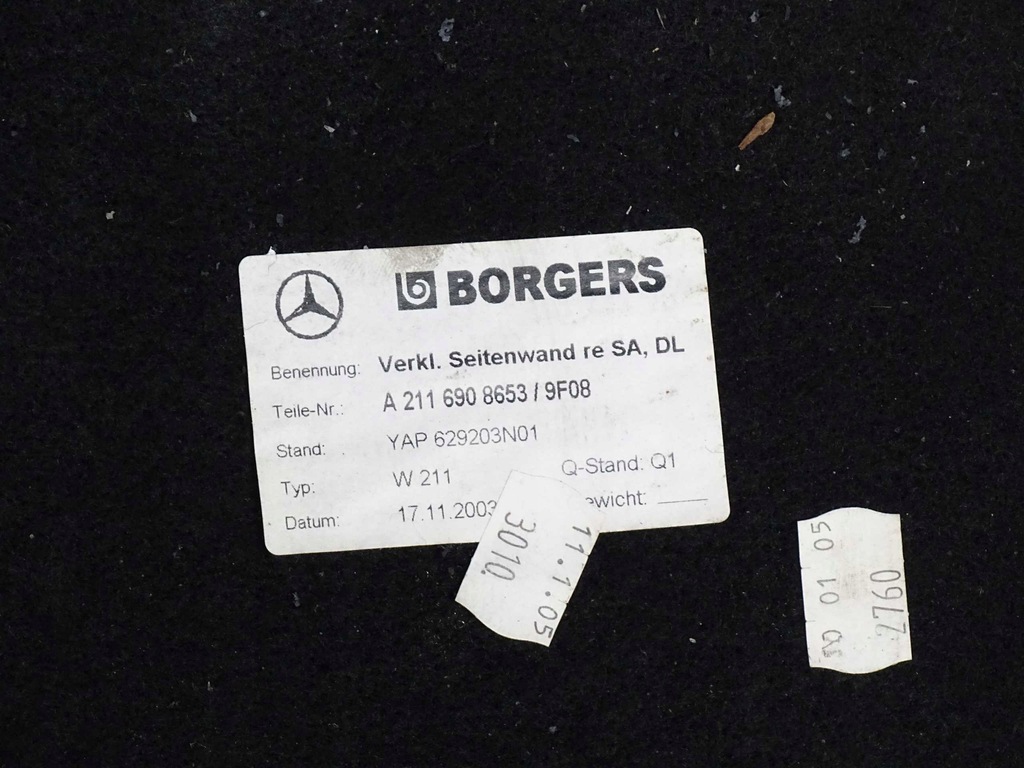 BORGERS
Benennung: Verkl. Seitenwand re SA, DL
Teile-Nr.: A 211 690 8653 / 9F08
Stand: YAP 629203N01
Typ: W 211 Q-Stand: Q1
Datum: 17.11.2003 ewicht:
11.1.05
3010
01 05
2760